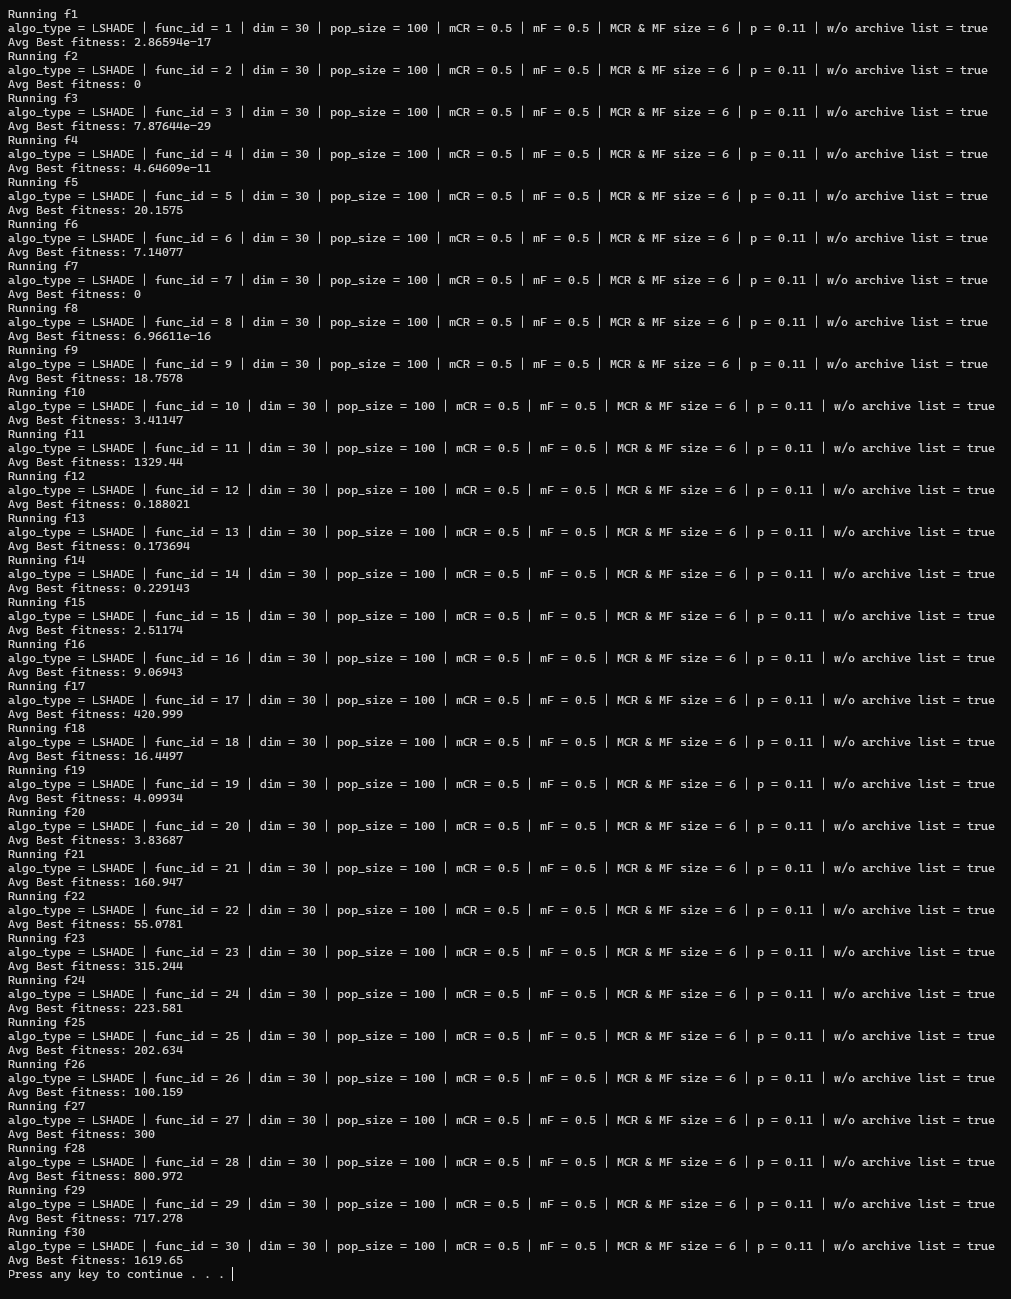 Running f1
algo_type = LSHADE | func_id = 1 | dim = 30 | pop_size = 100 | mCR = 0.5 | mF = 0.5 | MCR & MF size = 6 | p = 0.11 | w/o archive list = true
Avg Best fitness: 2.86594e-17
Running f2
algo_type = LSHADE | func_id = 2 | dim = 30 | pop_size = 100 | mCR = 0.5 | mF = 0.5 | MCR & MF size = 6 | p = 0.11 | w/o archive list = true
Avg Best fitness: 0
Running f3
algo_type = LSHADE | func_id = 3 | dim = 30 | pop_size = 100 | mCR = 0.5 | mF = 0.5 | MCR & MF size = 6 | p = 0.11 | w/o archive list = true
Avg Best fitness: 7.87644e-29
Running f4
algo_type = LSHADE | func_id = 4 | dim = 30 | pop_size = 100 | mCR = 0.5 | mF = 0.5 | MCR & MF size = 6 | p = 0.11 | w/o archive list = true
Avg Best fitness: 4.64609e-11
Running f5
algo_type = LSHADE | func_id = 5 | dim = 30 | pop_size = 100 | mCR = 0.5 | mF = 0.5 | MCR & MF size = 6 | p = 0.11 | w/o archive list = true
Avg Best fitness: 20.1575
Running f6
algo_type = LSHADE | func_id = 6 | dim = 30 | pop_size = 100 | mCR = 0.5 | mF = 0.5 | MCR & MF size = 6 | p = 0.11 | w/o archive list = true
Avg Best fitness: 7.14077
Running f7
algo_type = LSHADE | func_id = 7 | dim = 30 | pop_size = 100 | mCR = 0.5 | mF = 0.5 | MCR & MF size = 6 | p = 0.11 | w/o archive list = true
Avg Best fitness: 0
Running f8
algo_type = LSHADE | func_id = 8 | dim = 30 | pop_size = 100 | mCR = 0.5 | mF = 0.5 | MCR & MF size = 6 | p = 0.11 | w/o archive list = true
Avg Best fitness: 6.96611e-16
Running f9
algo_type = LSHADE | func_id = 9 | dim = 30 | pop_size = 100 | mCR = 0.5 | mF = 0.5 | MCR & MF size = 6 | p = 0.11 | w/o archive list = true
Avg Best fitness: 18.7578
Running f10
algo_type = LSHADE | func_id = 10 | dim = 30 | pop_size = 100 | mCR = 0.5 | mF = 0.5 | MCR & MF size = 6 | p = 0.11 | w/o archive list = true
Avg Best fitness: 3.41147
Running f11
algo_type = LSHADE | func_id = 11 | dim = 30 | pop_size = 100 | mCR = 0.5 | mF = 0.5 | MCR & MF size = 6 | p = 0.11 | w/o archive list = true
Avg Best fitness: 1329.44
Running f12
algo_type = LSHADE | func_id = 12 | dim = 30 | pop_size = 100 | mCR = 0.5 | mF = 0.5 | MCR & MF size = 6 | p = 0.11 | w/o archive list = true
Avg Best fitness: 0.188021
Running f13
algo_type = LSHADE | func_id = 13 | dim = 30 | pop_size = 100 | mCR = 0.5 | mF = 0.5 | MCR & MF size = 6 | p = 0.11 | w/o archive list = true
Avg Best fitness: 0.173694
Running f14
algo_type = LSHADE | func_id = 14 | dim = 30 | pop_size = 100 | mCR = 0.5 | mF = 0.5 | MCR & MF size = 6 | p = 0.11 | w/o archive list = true
Avg Best fitness: 0.229143
Running f15
algo_type = LSHADE | func_id = 15 | dim = 30 | pop_size = 100 | mCR = 0.5 | mF = 0.5 | MCR & MF size = 6 | p = 0.11 | w/o archive list = true
Avg Best fitness: 2.51174
Running f16
algo_type = LSHADE | func_id = 16 | dim = 30 | pop_size = 100 | mCR = 0.5 | mF = 0.5 | MCR & MF size = 6 | p = 0.11 | w/o archive list = true
Avg Best fitness: 9.06943
Running f17
algo_type = LSHADE | func_id = 17 | dim = 30 | pop_size = 100 | mCR = 0.5 | mF = 0.5 | MCR & MF size = 6 | p = 0.11 | w/o archive list = true
Avg Best fitness: 420.999
Running f18
algo_type = LSHADE | func_id = 18 | dim = 30 | pop_size = 100 | mCR = 0.5 | mF = 0.5 | MCR & MF size = 6 | p = 0.11 | w/o archive list = true
Avg Best fitness: 16.4497
Running f19
algo_type = LSHADE | func_id = 19 | dim = 30 | pop_size = 100 | mCR = 0.5 | mF = 0.5 | MCR & MF size = 6 | p = 0.11 | w/o archive list = true
Avg Best fitness: 4.09934
Running f20
algo_type = LSHADE | func_id = 20 | dim = 30 | pop_size = 100 | mCR = 0.5 | mF = 0.5 | MCR & MF size = 6 | p = 0.11 | w/o archive list = true
Avg Best fitness: 3.83687
Running f21
algo_type = LSHADE | func_id = 21 | dim = 30 | pop_size = 100 | mCR = 0.5 | mF = 0.5 | MCR & MF size = 6 | p = 0.11 | w/o archive list = true
Avg Best fitness: 160.947
Running f22
algo_type = LSHADE | func_id = 22 | dim = 30 | pop_size = 100 | mCR = 0.5 | mF = 0.5 | MCR & MF size = 6 | p = 0.11 | w/o archive list = true
Avg Best fitness: 55.0781
Running f23
algo_type = LSHADE | func_id = 23 | dim = 30 | pop_size = 100 | mCR = 0.5 | mF = 0.5 | MCR & MF size = 6 | p = 0.11 | w/o archive list = true
Avg Best fitness: 315.244
Running f24
algo_type = LSHADE | func_id = 24 | dim = 30 | pop_size = 100 | mCR = 0.5 | mF = 0.5 | MCR & MF size = 6 | p = 0.11 | w/o archive list = true
Avg Best fitness: 223.581
Running f25
algo_type = LSHADE | func_id = 25 | dim = 30 | pop_size = 100 | mCR = 0.5 | mF = 0.5 | MCR & MF size = 6 | p = 0.11 | w/o archive list = true
Avg Best fitness: 202.634
Running f26
algo_type = LSHADE | func_id = 26 | dim = 30 | pop_size = 100 | mCR = 0.5 | mF = 0.5 | MCR & MF size = 6 | p = 0.11 | w/o archive list = true
Avg Best fitness: 100.159
Running f27
algo_type = LSHADE | func_id = 27 | dim = 30 | pop_size = 100 | mCR = 0.5 | mF = 0.5 | MCR & MF size = 6 | p = 0.11 | w/o archive list = true
Avg Best fitness: 300
Running f28
algo_type = LSHADE | func_id = 28 | dim = 30 | pop_size = 100 | mCR = 0.5 | mF = 0.5 | MCR & MF size = 6 | p = 0.11 | w/o archive list = true
Avg Best fitness: 800.972
Running f29
algo_type = LSHADE | func_id = 29 | dim = 30 | pop_size = 100 | mCR = 0.5 | mF = 0.5 | MCR & MF size = 6 | p = 0.11 | w/o archive list = true
Avg Best fitness: 717.278
Running f30
algo_type = LSHADE | func_id = 30 | dim = 30 | pop_size = 100 | mCR = 0.5 | mF = 0.5 | MCR & MF size = 6 | p = 0.11 | w/o archive list = true
Avg Best fitness: 1619.65
Press any key to continue . . .